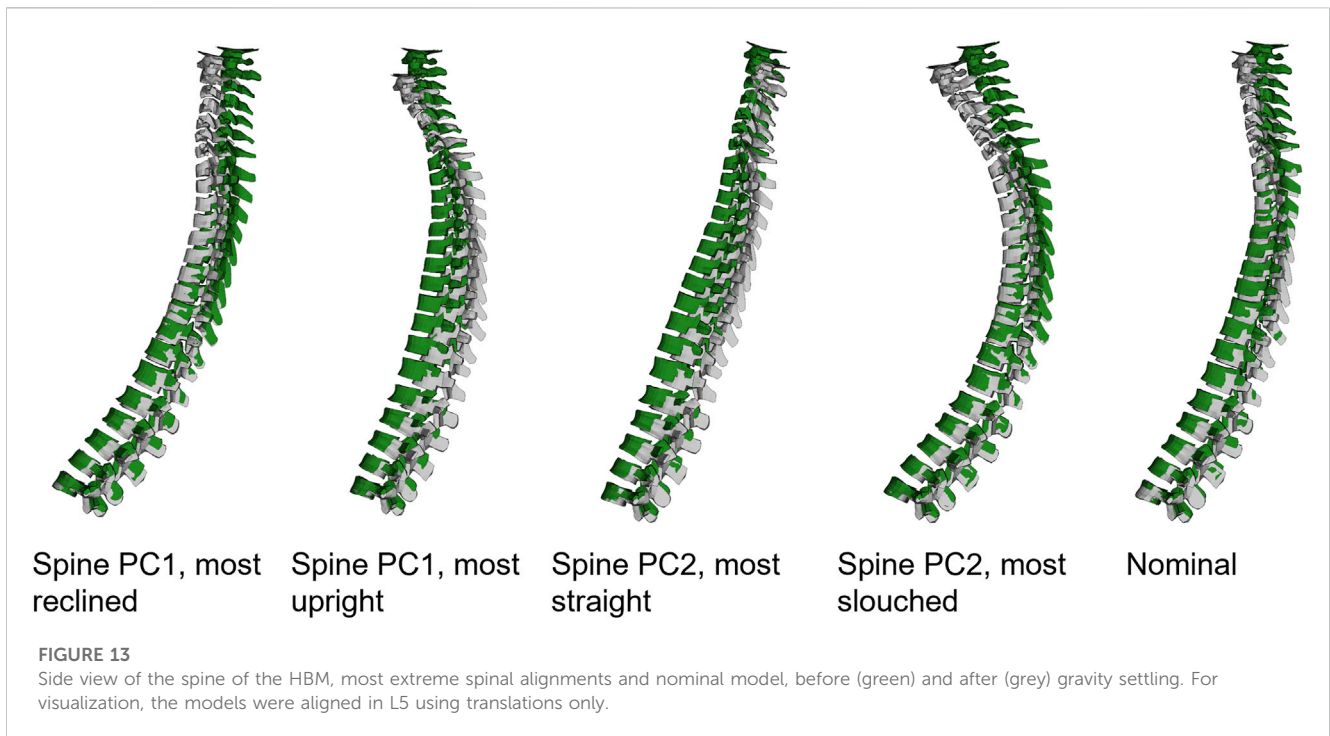 Spine PC1, most reclined
Spine PC1, most upright
Spine PC2, most straight
Spine PC2, most slouched
Nominal
FIGURE 13
Side view of the spine of the HBM, most extreme spinal alignments and nominal model, before (green) and after (grey) gravity settling. For
visualization, the models were aligned in L5 using translations only.